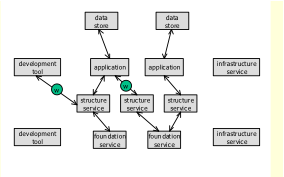 data
store
data
store
development
tool
application
application
infrastructure
service
w
w
structure
service
structure
service
structure
service
development
tool
foundation
service
foundation
service
infrastructure
service